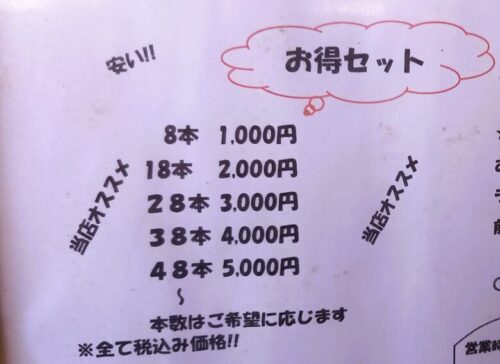 安い!!
お得セット
8本 1,000円
18本 2,000円
28本 3,000円
38本 4,000円
48本 5,000円
~
本数はご希望に応じます
※全て税込み価格!!
当店オススメ
当店オススメ
営業時